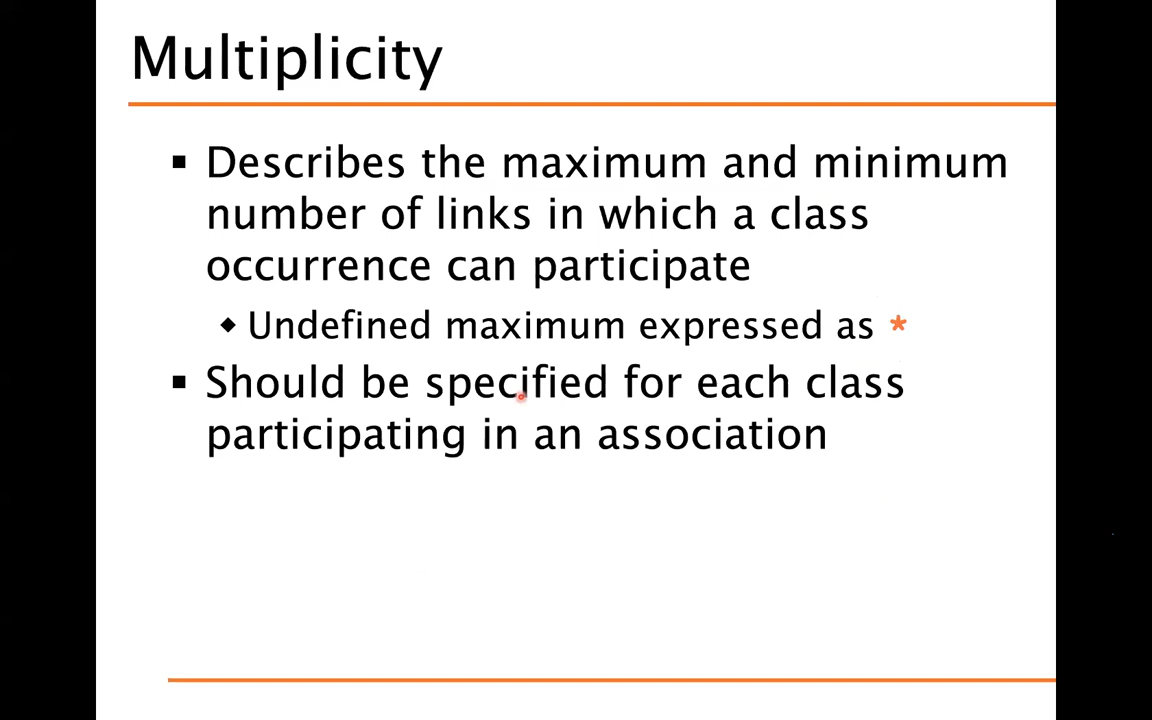 Multiplicity
▪ Describes the maximum and minimum
number of links in which a class
occurrence can participate
◆ Undefined maximum expressed as *
▪ Should be specified for each class
participating in an association